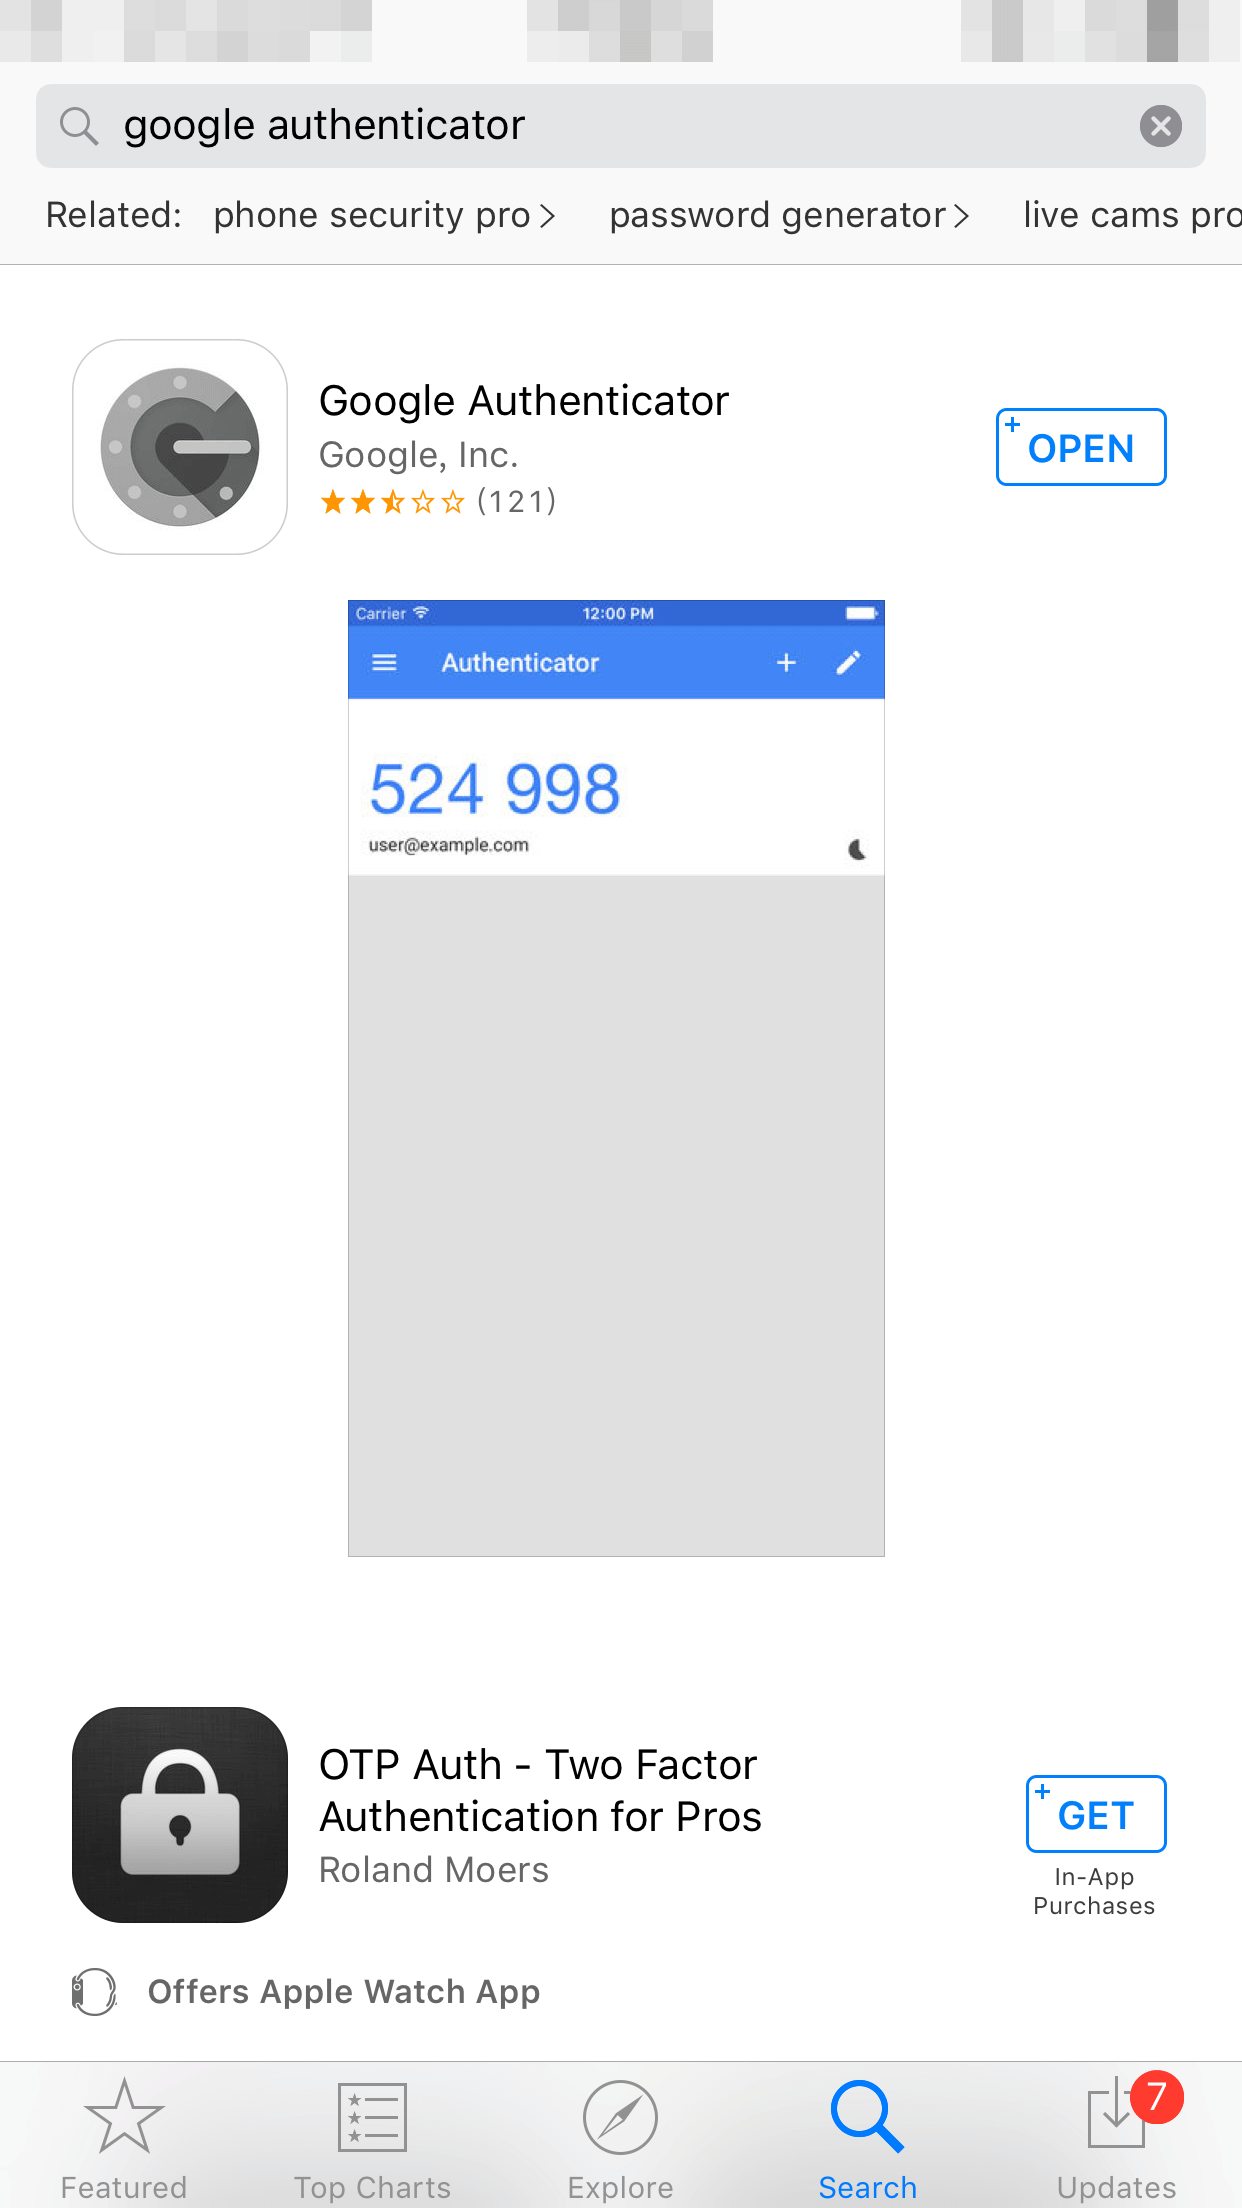 google authenticator
Related: phone security pro password generator live cams pro
Google Authenticator
Google, Inc.
(121)
OPEN
Carrier 12:00 PM
Authenticator
524 998
user@example.com
OTP Auth - Two Factor
Authentication for Pros
Roland Moers
GET
In-App
Purchases
Offers Apple Watch App
7
Featured Top Charts Explore Search Updates